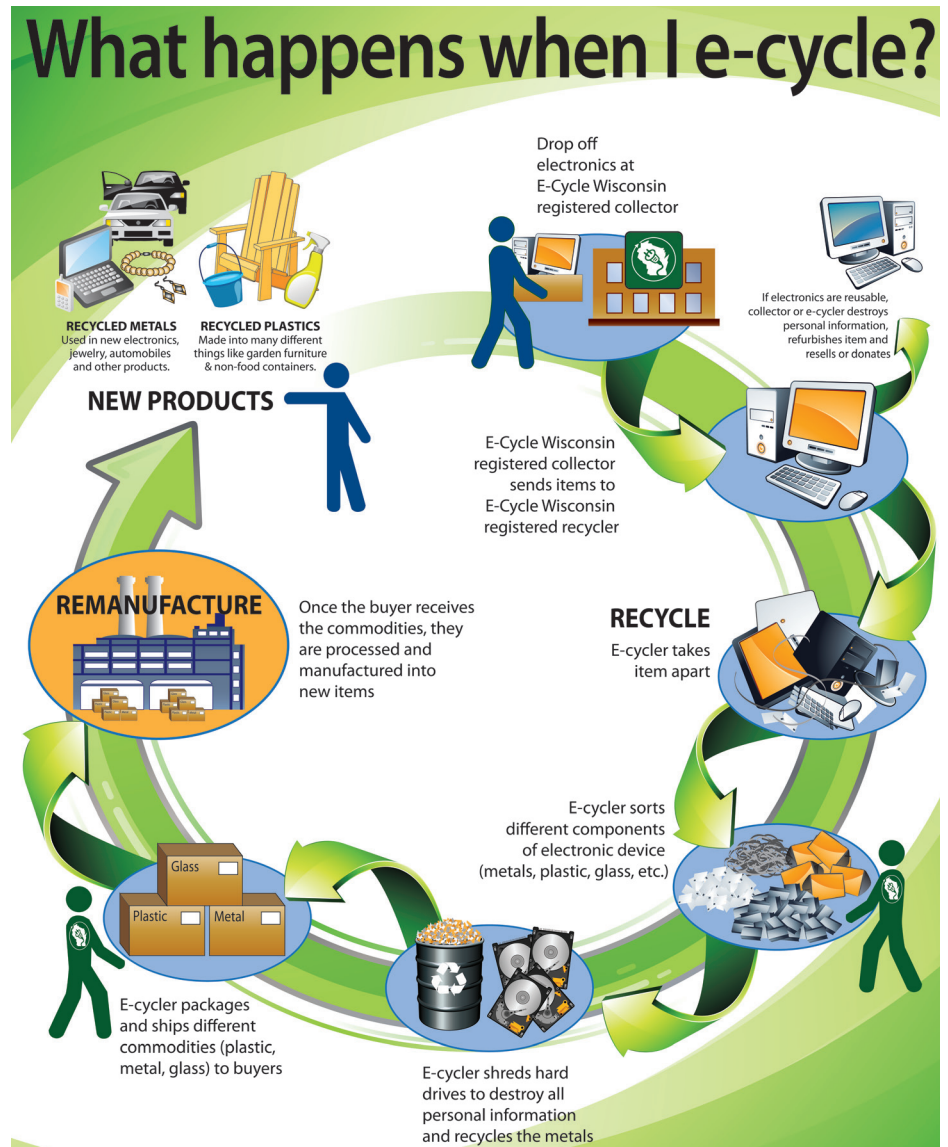 What happens when I e-cycle?
Drop off
electronics at
E-Cycle Wisconsin
registered collector
If electronics are reusable,
collector or e-cycler destroys
personal information,
refurbishes item and
resells or donates
E-Cycle Wisconsin
registered collector
sends items to
E-Cycle Wisconsin
registered recycler
RECYCLE
E-cycler takes
item apart
E-cycler sorts
different components
of electronic device
(metals, plastic, glass, etc.)
E-cycler shreds hard
drives to destroy all
personal information
and recycles the metals
Glass
Plastic
Metal
E-cycler packages
and ships different
commodities (plastic,
metal, glass) to buyers
REMANUFACTURE
Once the buyer receives
the commodities, they
are processed and
manufactured into
new items
NEW PRODUCTS
RECYCLED METALS
Used in new electronics,
jewelry, automobiles
and other products.
RECYCLED PLASTICS
Made into many different
things like garden furniture
& non-food containers.